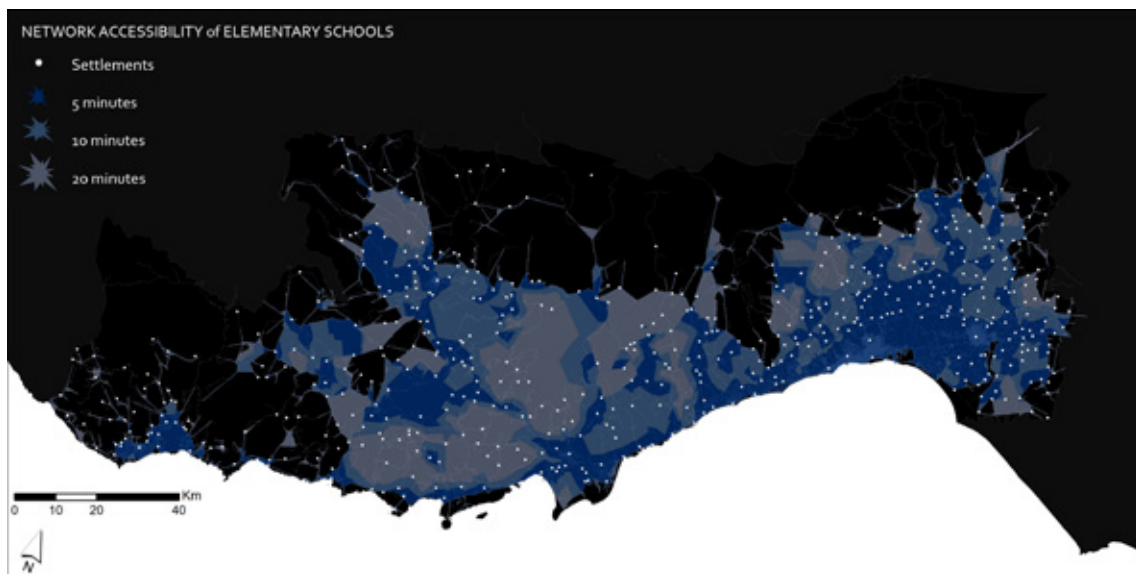 NETWORK ACCESSIBILITY of ELEMENTARY SCHOOLS
Settlements
5 minutes
10 minutes
20 minutes
Km
0 10 20 40
N